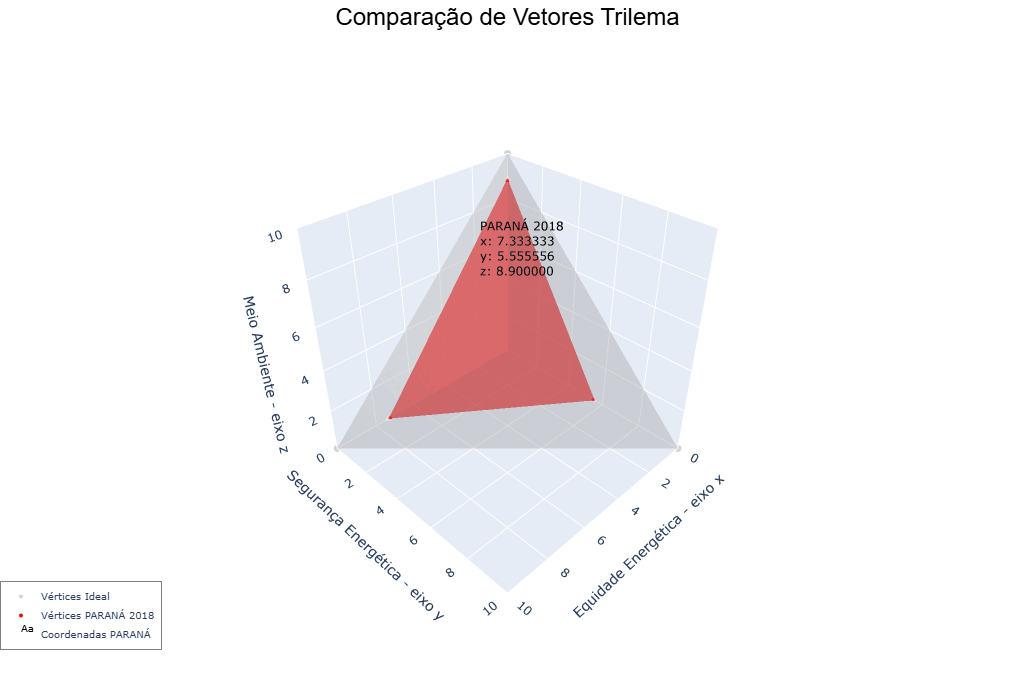 Comparação de Vetores Trilema
PARANÁ 2018
x: 7.333333
y: 5.555556
z: 8.900000
10
8
6
4
2
0
Meio Ambiente - eixo z
2
4
6
8
10
Segurança Energética - eixo y
0
2
4
6
8
10
Equidade Energética - eixo x
Vértices Ideal
Vértices PARANÁ 2018
Aa
Coordenadas PARANÁ